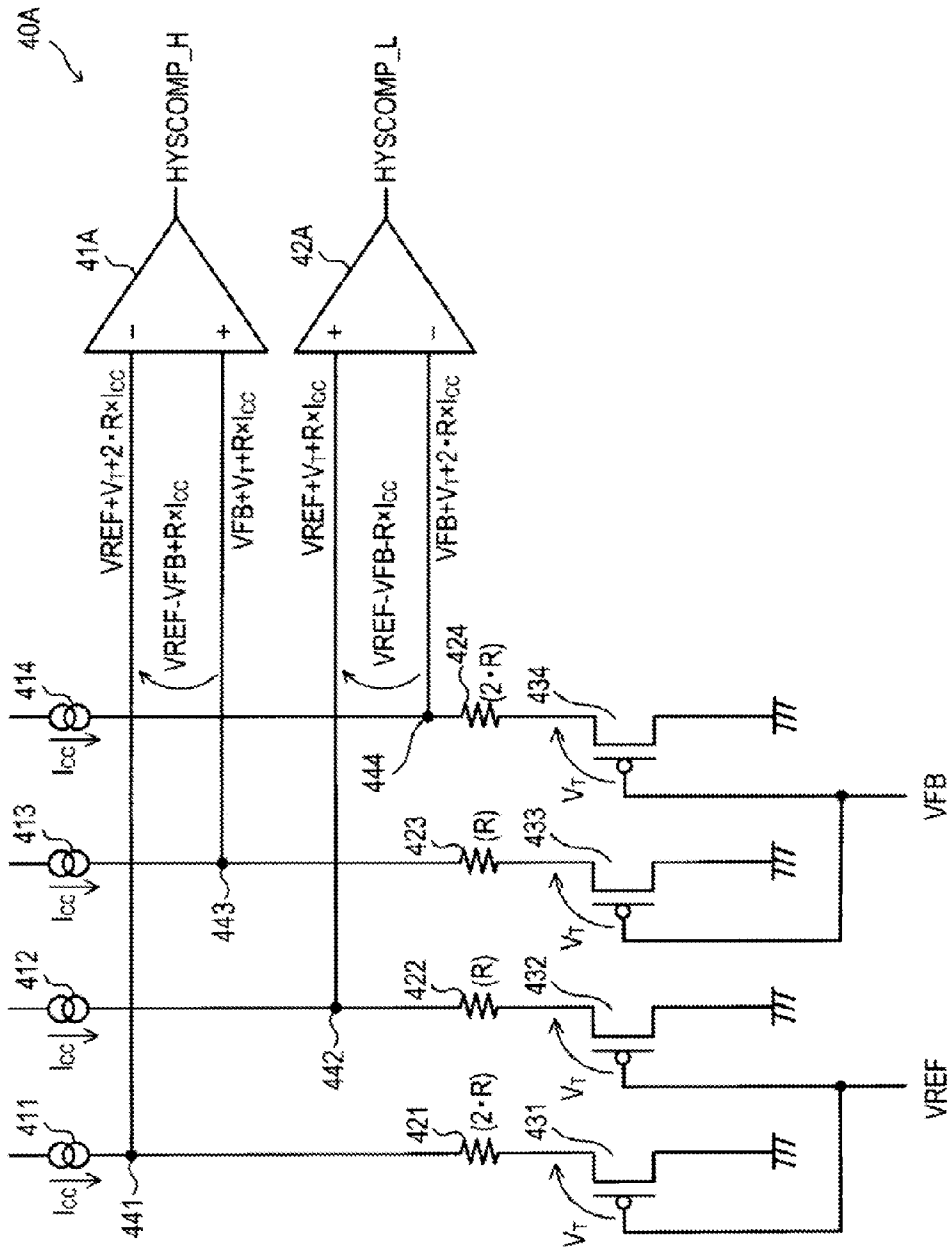 40A
HYSCOMP_H
41A
−
+
HYSCOMP_L
42A
+
−
VREF+VT+2・R×ICC
VREF-VFB+R×ICC
VFB+VT+R×ICC
VREF+VT+R×ICC
VREF-VFB-R×ICC
VFB+VT+2・R×ICC
411
ICC
412
ICC
413
ICC
414
ICC
441
442
443
444
421
(2・R)
422
(R)
423
(R)
424
(2・R)
431
VT
432
VT
433
VT
434
VT
VREF
VFB